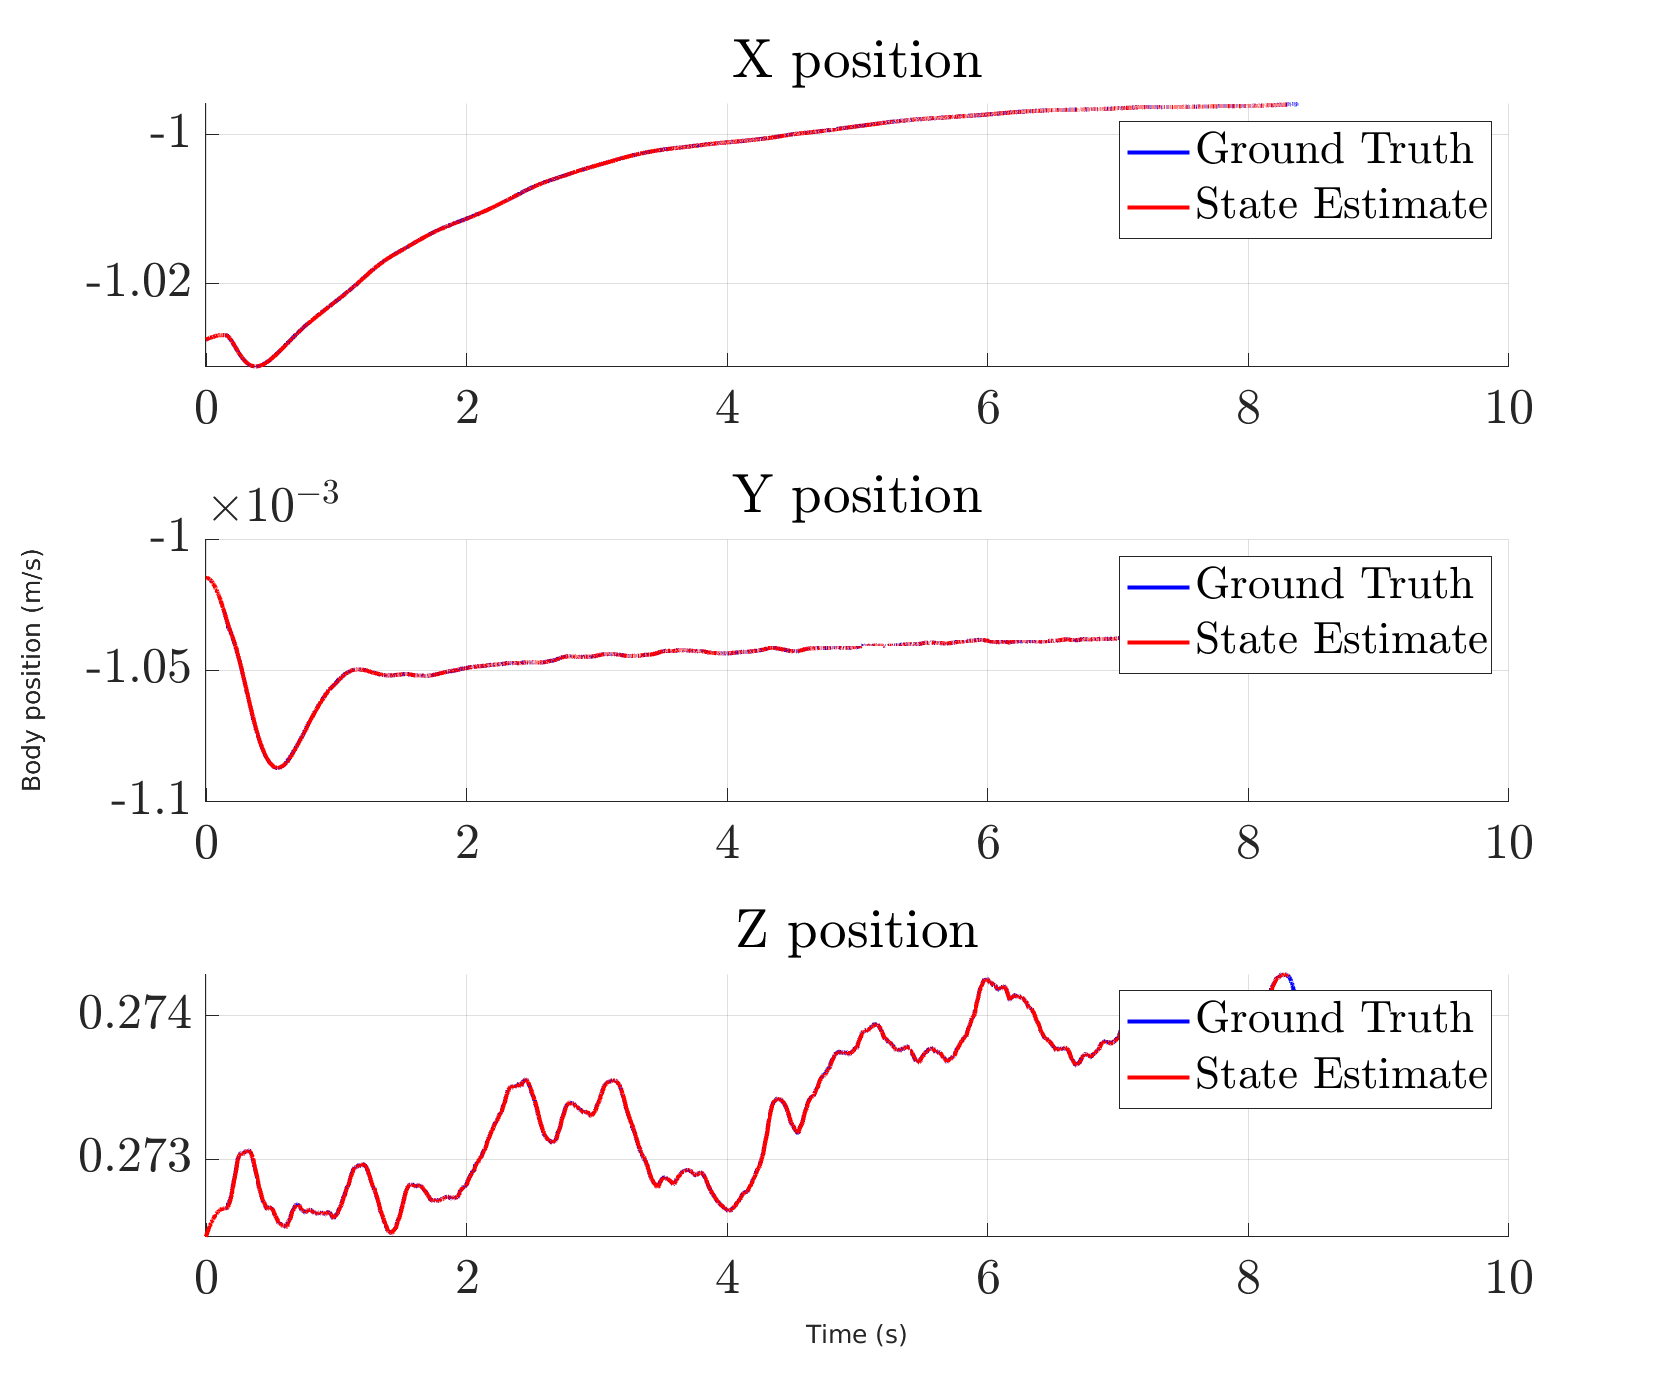 X position
-1
-1.02
Ground Truth
State Estimate
0 2 4 6 8 10
Y position
×10⁻³
-1
-1.05
-1.1
Ground Truth
State Estimate
0 2 4 6 8 10
Body position (m/s)
Z position
0.274
0.273
Ground Truth
State Estimate
0 2 4 6 8 10
Time (s)